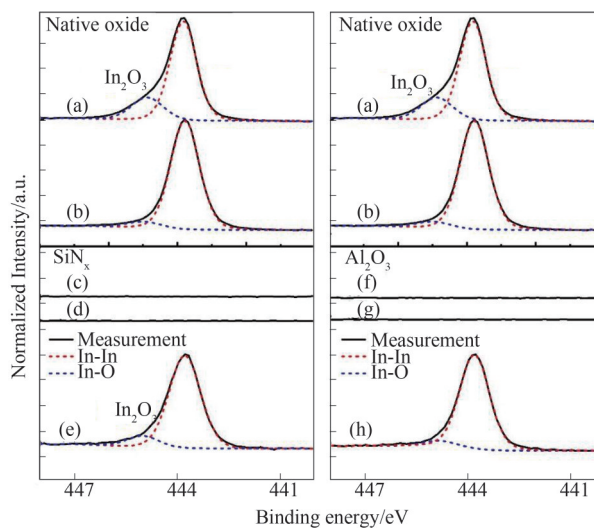 Native oxide
In₂O₃
(a)
(b)
SiNₓ
(c)
(d)
Measurement
In-In
In-O
In₂O₃
(e)
447
444
441
Native oxide
In₂O₃
(a)
(b)
Al₂O₃
(f)
(g)
Measurement
In-In
In-O
(h)
447
444
441
Normalized Intensity/a.u.
Binding energy/eV